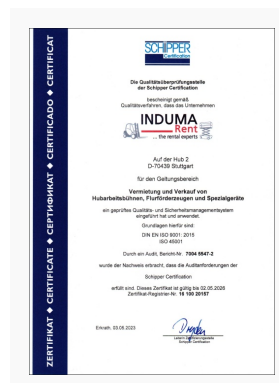 SCHIPPER
Certification
Die Qualitätsüberprüfungsstelle
der Schipper Certification
bescheinigt gemäß
Qualitätsverfahren, dass das Unternehmen
INDUMA
Rent
... the rental experts
Auf der Hub 2
D-70439 Stuttgart
für den Geltungsbereich
Vermietung und Verkauf von
Hubarbeitsbühnen, Flurförderzeugen und Spezialgeräte
ein geprüftes Qualitäts- und Sicherheitsmanagementsystem
eingeführt hat und anwendet.
Grundlagen hierfür sind:
DIN EN ISO 9001: 2015
ISO 45001
Durch ein Audit, Bericht-Nr. 7004 5547-2
wurde der Nachweis erbracht, dass die Auditanforderungen der
Schipper Certification
erfüllt sind. Dieses Zertifikat ist gültig bis 02.05.2026
Zertifikat-Registrier-Nr. 16 100 20157
Erkrath, 03.05.2023
Schipper Certification
ZERTIFIKAT ◆ CERTIFICATE ◆ СЕРТИФИКАТ ◆ CERTIFICADO ◆ CERTIFICAT